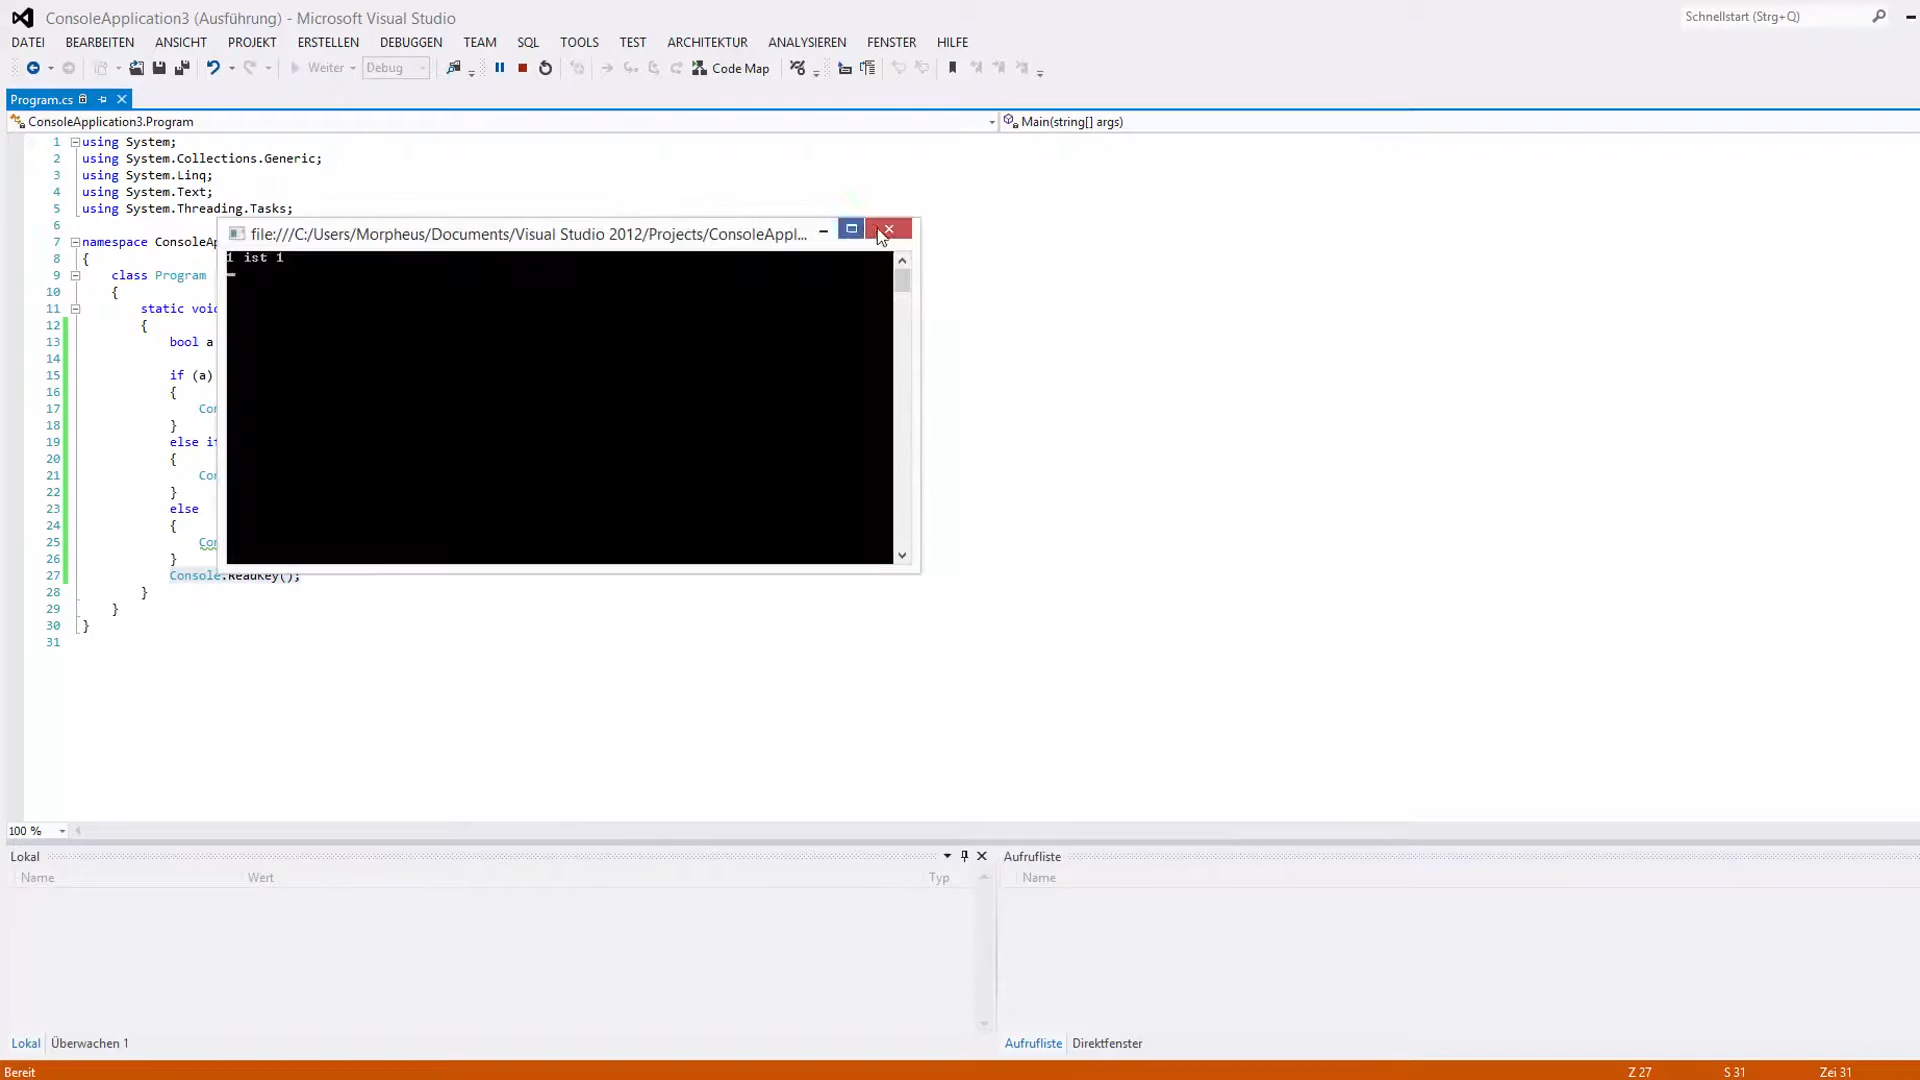 ConsoleApplication3 (Ausführung) - Microsoft Visual Studio
Schnellstart (Strg+Q)
DATEI BEARBEITEN ANSICHT PROJEKT ERSTELLEN DEBUGGEN TEAM SQL TOOLS TEST ARCHITEKTUR ANALYSIEREN FENSTER HILFE
Weiter Debug Code Map
Program.cs
ConsoleApplication3.Program Main(string[] args)
1 using System;
2 using System.Collections.Generic;
3 using System.Linq;
4 using System.Text;
5 using System.Threading.Tasks;
6
file:///C:/Users/Morpheus/Documents/Visual Studio 2012/Projects/ConsoleAppl...
7 namespace ConsoleAp
1 ist 1
8 {
9 class Program
10 {
11 static voi
12 {
13 bool a
14
15 if (a)
16 {
17 Con
18 }
19 else if
20 {
21 Con
22 }
23 else
24 {
25 Con
26 }
27 Console.ReadKey();
28 }
29 }
30 }
31
100 %
Lokal
Aufrufliste
Name Wert Typ
Name
Lokal Überwachen 1
Aufrufliste Direktfenster
Bereit Z 27 S 31 Zei 31